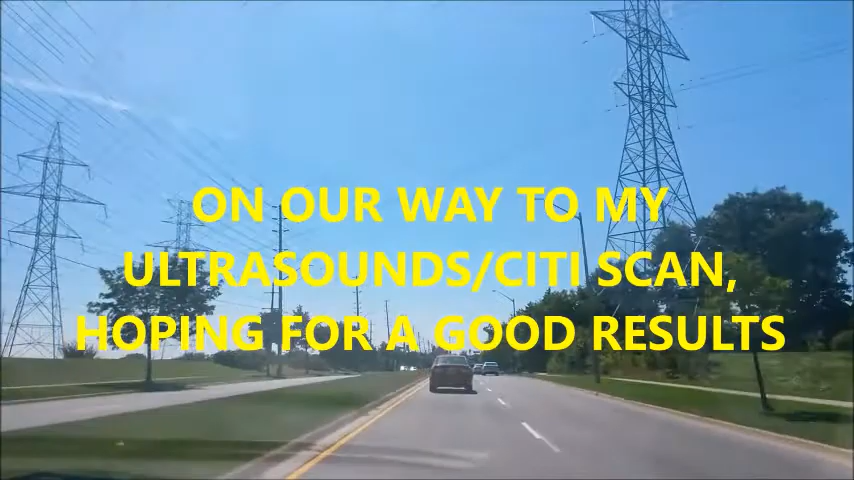 ON OUR WAY TO MY
ULTRASOUNDS/CITI SCAN,
HOPING FOR A GOOD RESULTS